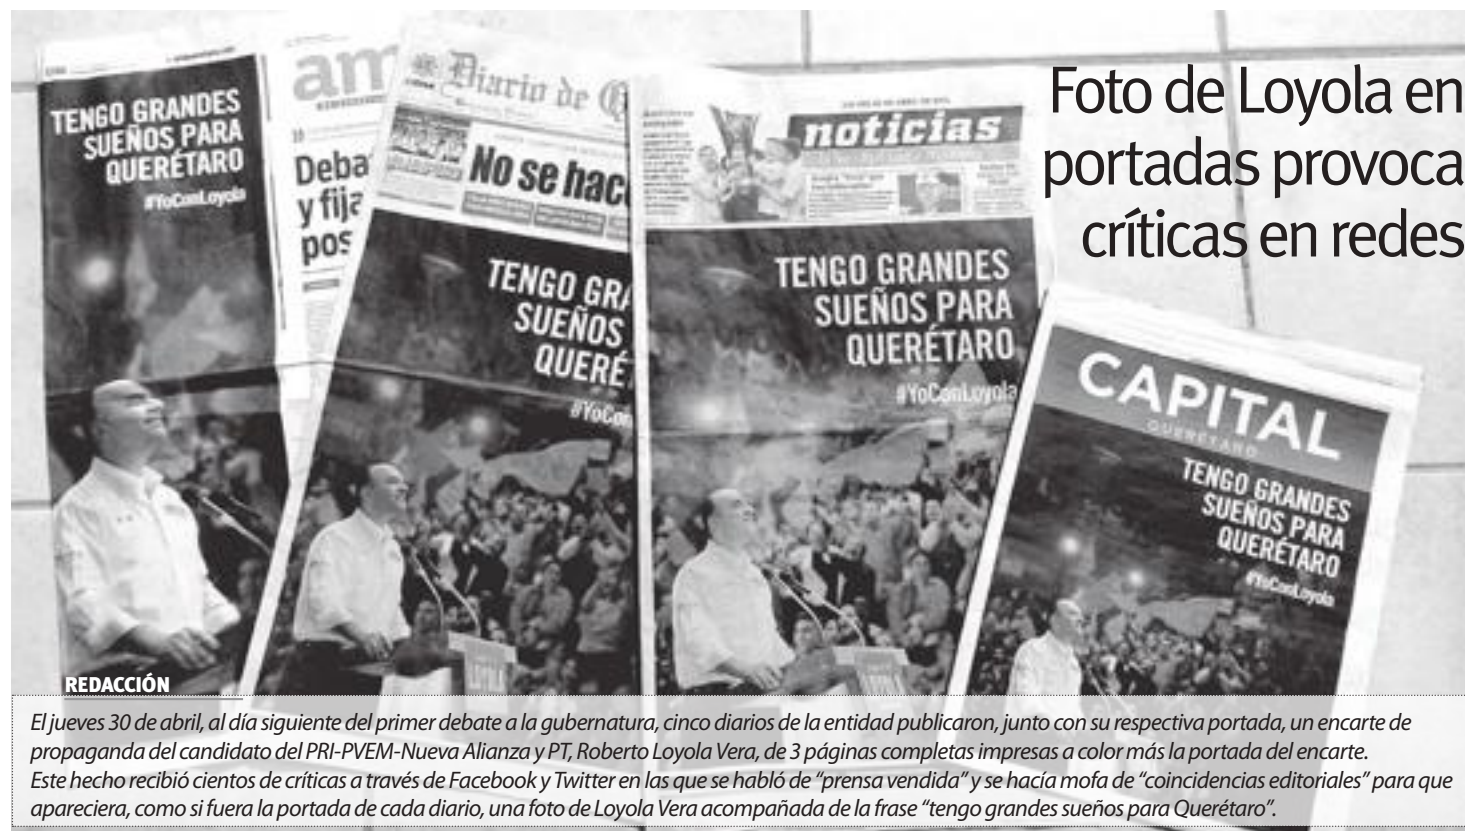 Foto de Loyola en
portadas provoca
críticas en redes
TENGO GRANDES
SUEÑOS PARA
QUERÉTARO
#YoConLoyola
am
Deba
y fija
pos
Diario de Q
No se hac
TENGO GRA
SUEÑOS
QUERÉ
#YoCon
noticias
TENGO GRANDES
SUEÑOS PARA
QUERÉTARO
#YoConLoyola
CAPITAL
QUERÉTARO
TENGO GRANDES
SUEÑOS PARA
QUERÉTARO
#YoConLoyola
REDACCIÓN
El jueves 30 de abril, al día siguiente del primer debate a la gubernatura, cinco diarios de la entidad publicaron, junto con su respectiva portada, un encarte de
propaganda del candidato del PRI-PVEM-Nueva Alianza y PT, Roberto Loyola Vera, de 3 páginas completas impresas a color más la portada del encarte.
Este hecho recibió cientos de críticas a través de Facebook y Twitter en las que se habló de “prensa vendida” y se hacía mofa de “coincidencias editoriales” para que
apareciera, como si fuera la portada de cada diario, una foto de Loyola Vera acompañada de la frase “tengo grandes sueños para Querétaro”.